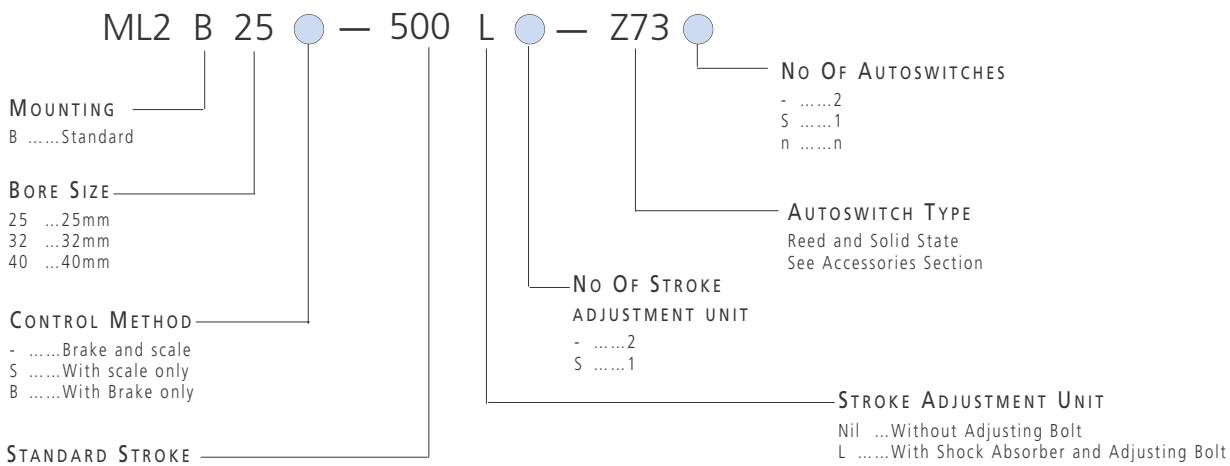 ML2 B 25 — 500 L — Z73
MOUNTING
B ......Standard
BORE SIZE
25 ...25mm
32 ...32mm
40 ...40mm
CONTROL METHOD
- ......Brake and scale
S ......With scale only
B ......With Brake only
STANDARD STROKE
NO OF AUTOSWITCHES
- ......2
S ......1
n ......n
AUTOSWITCH TYPE
Reed and Solid State
See Accessories Section
NO OF STROKE
ADJUSTMENT UNIT
- ......2
S ......1
STROKE ADJUSTMENT UNIT
Nil ...Without Adjusting Bolt
L ......With Shock Absorber and Adjusting Bolt